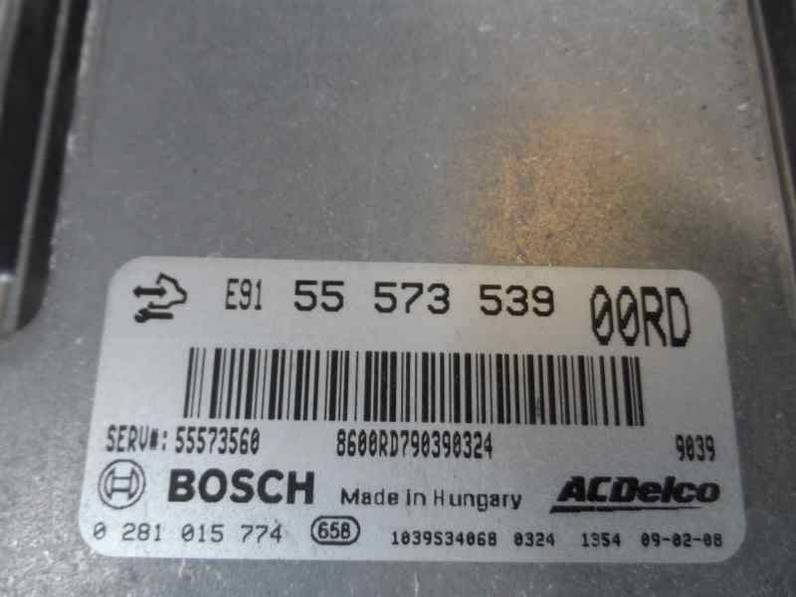 E91 55 573 539 00RD
SERV#: 55573560 8600RD790390324 9039
BOSCH Made in Hungary ACDelco
0 281 015 774 658 1039S34068 0324 1354 09-02-08